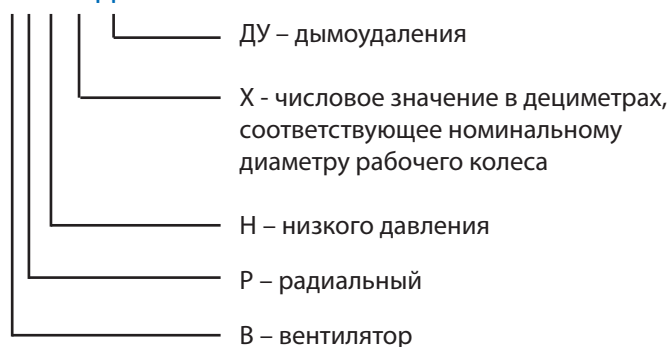 ДУ – дымоудаления
Х - числовое значение в дециметрах,
соответствующее номинальному
диаметру рабочего колеса
Н – низкого давления
Р – радиальный
В – вентилятор